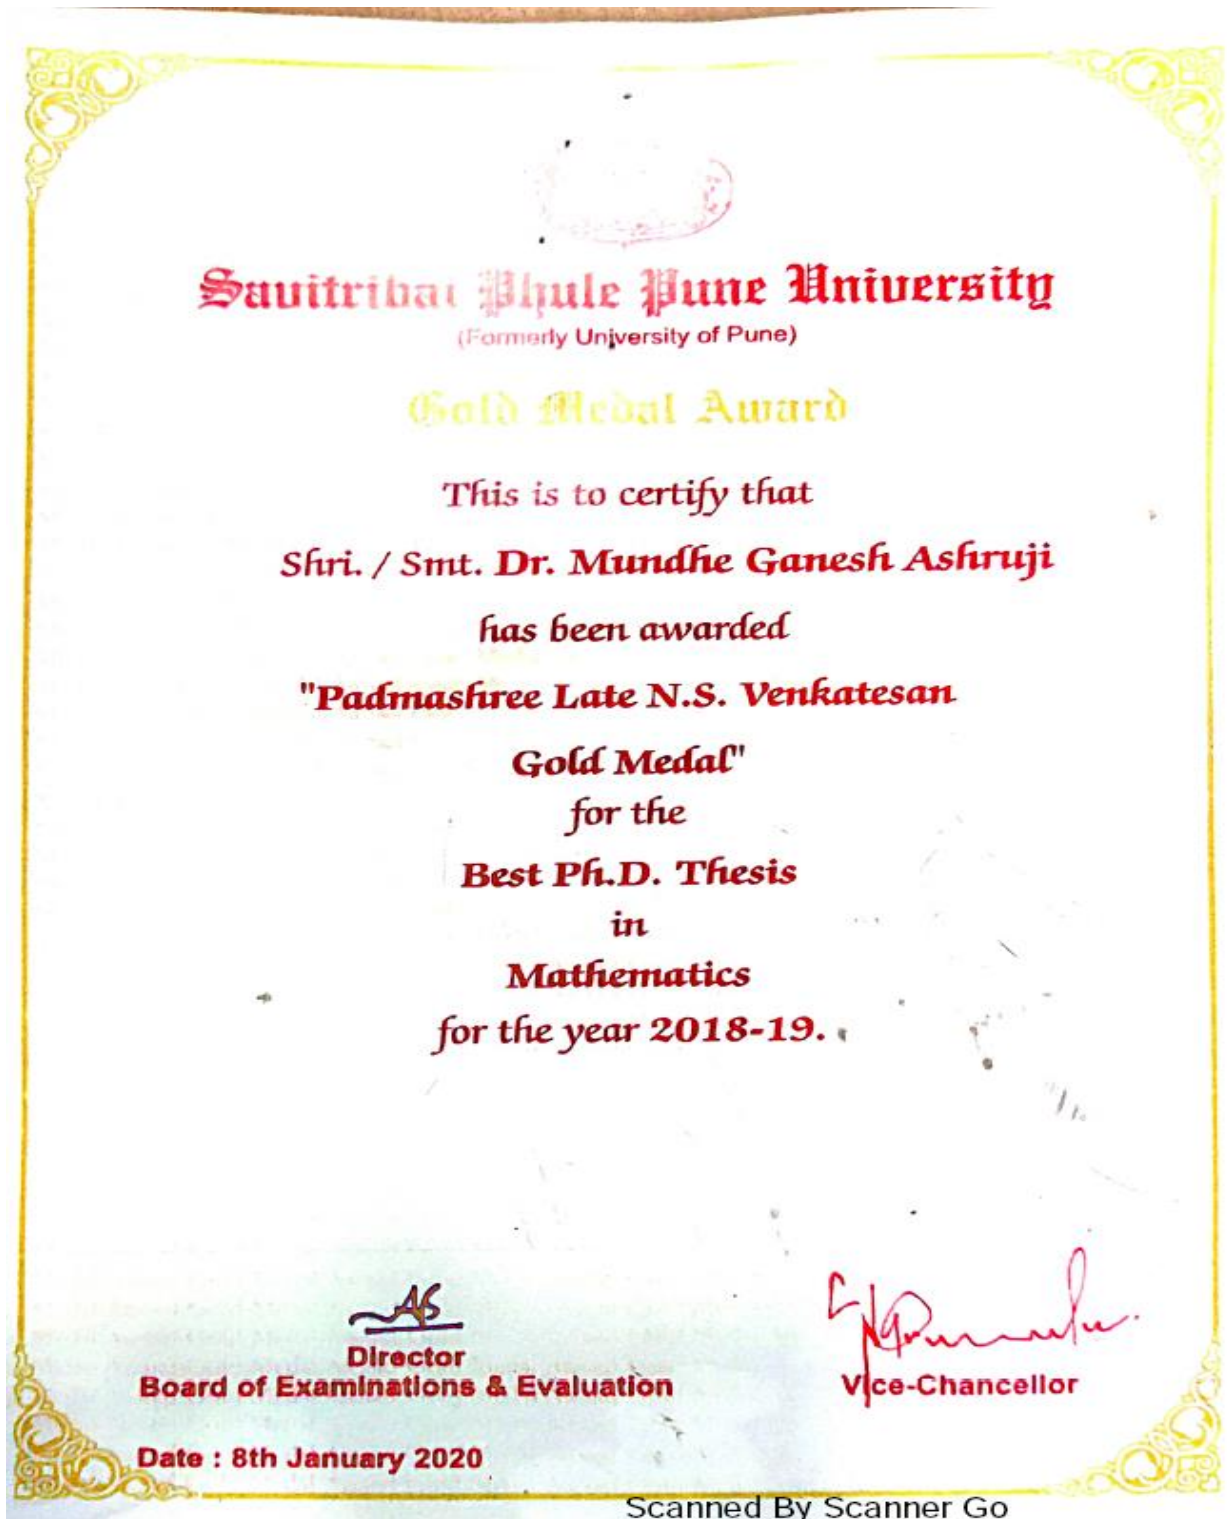 Savitribai Phule Pune University
(Formerly University of Pune)
Gold Medal Award
This is to certify that
Shri. / Smt. Dr. Mundhe Ganesh Ashruji
has been awarded
"Padmashree Late N.S. Venkatesan
Gold Medal"
for the
Best Ph.D. Thesis
in
Mathematics
for the year 2018-19.
Director
Board of Examinations & Evaluation
Vice-Chancellor
Date : 8th January 2020
Scanned By Scanner Go